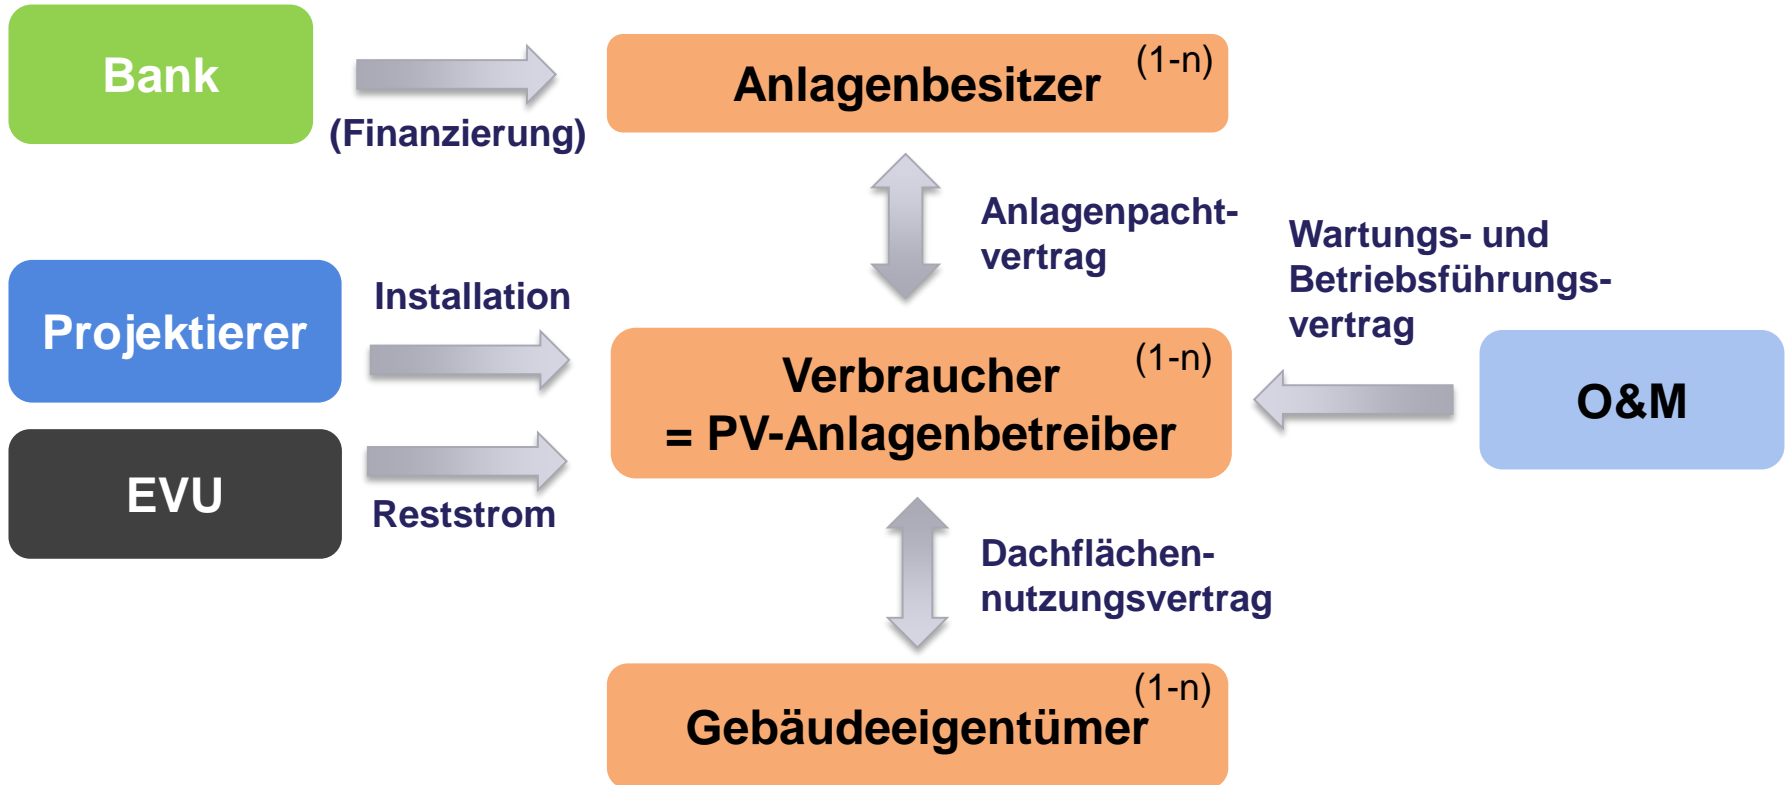 Bank
(Finanzierung)
Anlagenbesitzer
(1-n)
Anlagenpacht-
vertrag
Wartungs- und
Betriebsführungs-
vertrag
Projektierer
Installation
Verbraucher
(1-n)
= PV-Anlagenbetreiber
O&M
EVU
Reststrom
Dachflächen-
nutzungsvertrag
(1-n)
Gebäudeeigentümer